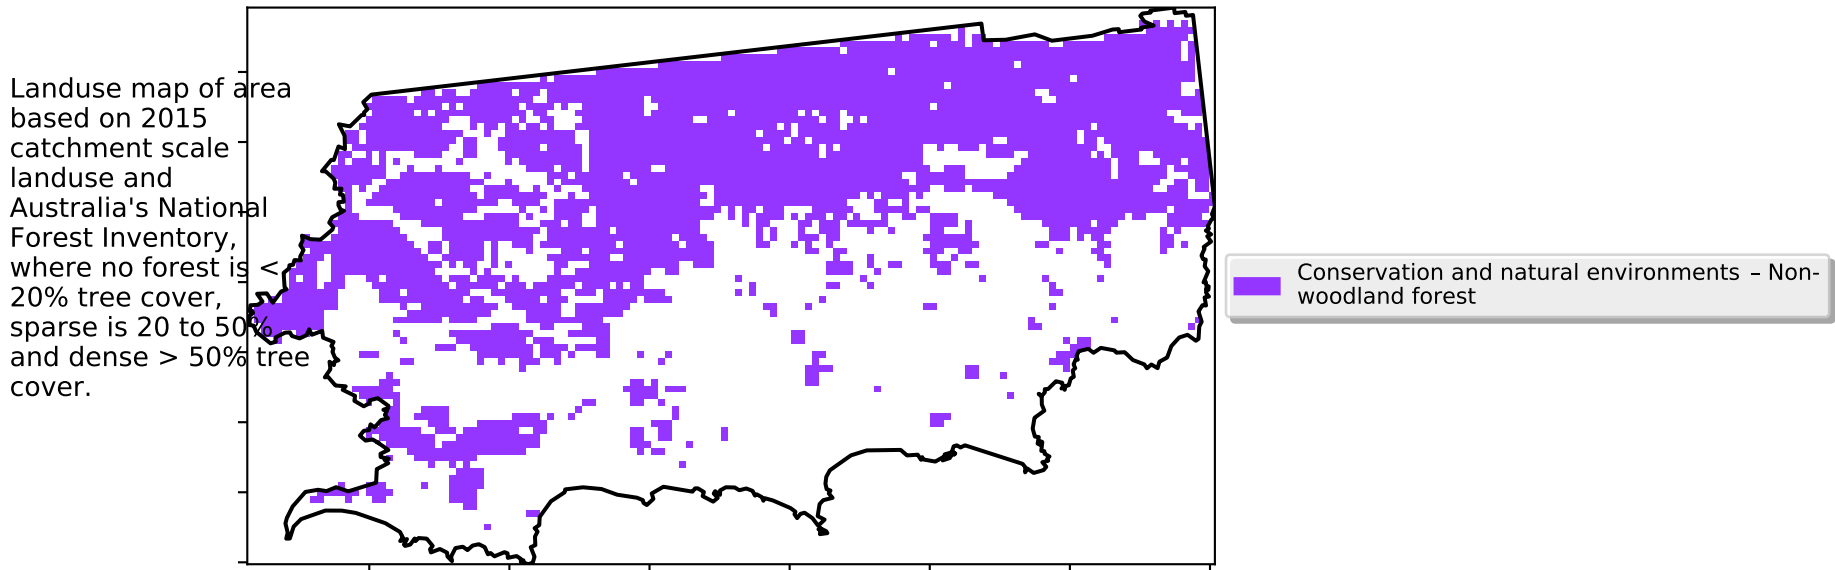 Landuse map of area
based on 2015
catchment scale
landuse and
Australia's National
Forest Inventory,
where no forest is <
20% tree cover,
sparse is 20 to 50%
and dense > 50% tree
cover.
Conservation and natural environments – Non-
woodland forest